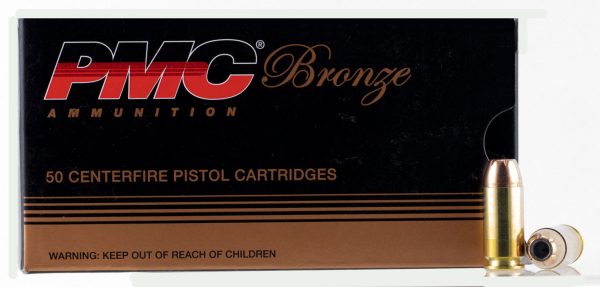 PMC® Bronze
AMMUNITION
50 CENTERFIRE PISTOL CARTRIDGES
WARNING: KEEP OUT OF REACH OF CHILDREN